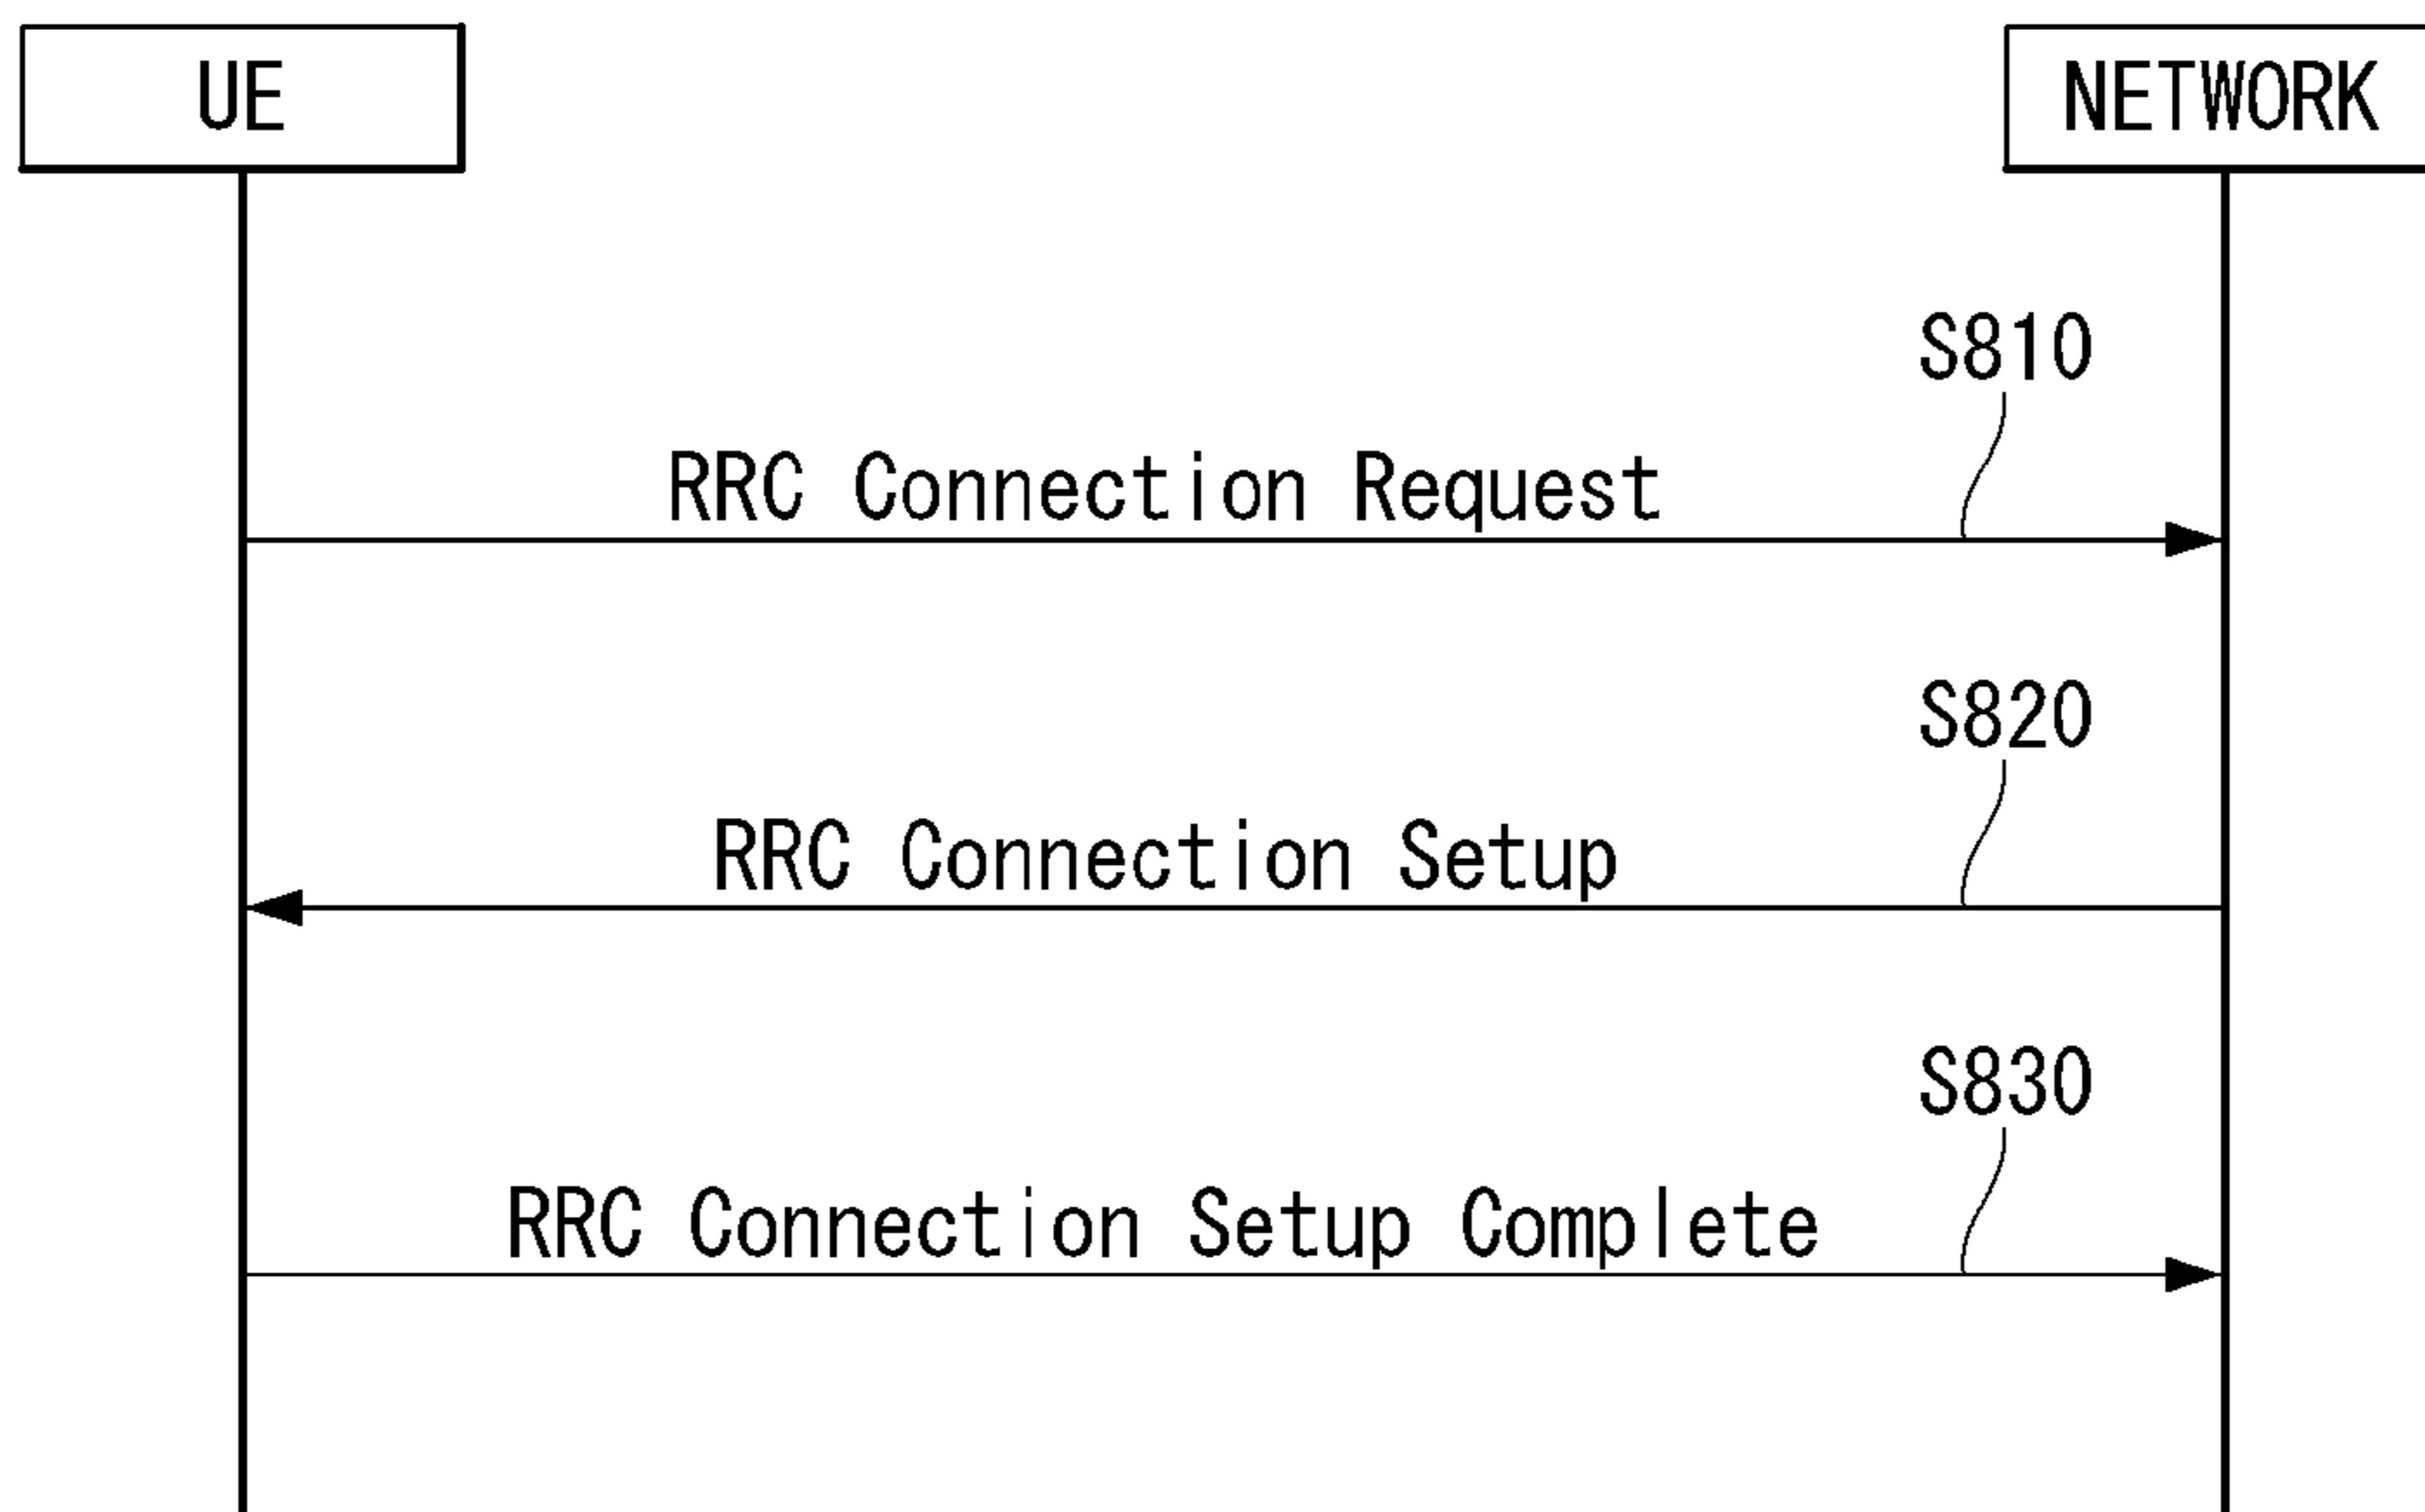 UE
NETWORK
S810
RRC Connection Request
S820
RRC Connection Setup
S830
RRC Connection Setup Complete